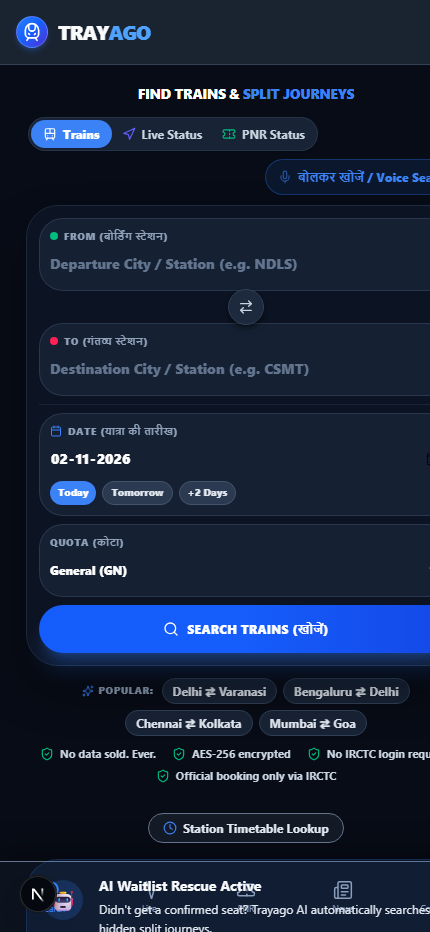 TRAYAGO
FIND TRAINS & SPLIT JOURNEYS
Trains
Live Status
PNR Status
बोलकर खोजें / Voice Sea
FROM (बोर्डिंग स्टेशन)
Departure City / Station (e.g. NDLS)
TO (गंतव्य स्टेशन)
Destination City / Station (e.g. CSMT)
DATE (यात्रा की तारीख)
02-11-2026
Today
Tomorrow
+2 Days
QUOTA (कोटा)
General (GN)
SEARCH TRAINS (खोजें)
POPULAR:
Delhi ⇄ Varanasi
Bengaluru ⇄ Delhi
Chennai ⇄ Kolkata
Mumbai ⇄ Goa
No data sold. Ever.
AES-256 encrypted
No IRCTC login requ
Official booking only via IRCTC
Station Timetable Lookup
N
AI Waitlist Rescue Active
Didn't get a confirmed seat? Trayago AI automatically searches
hidden split journeys.